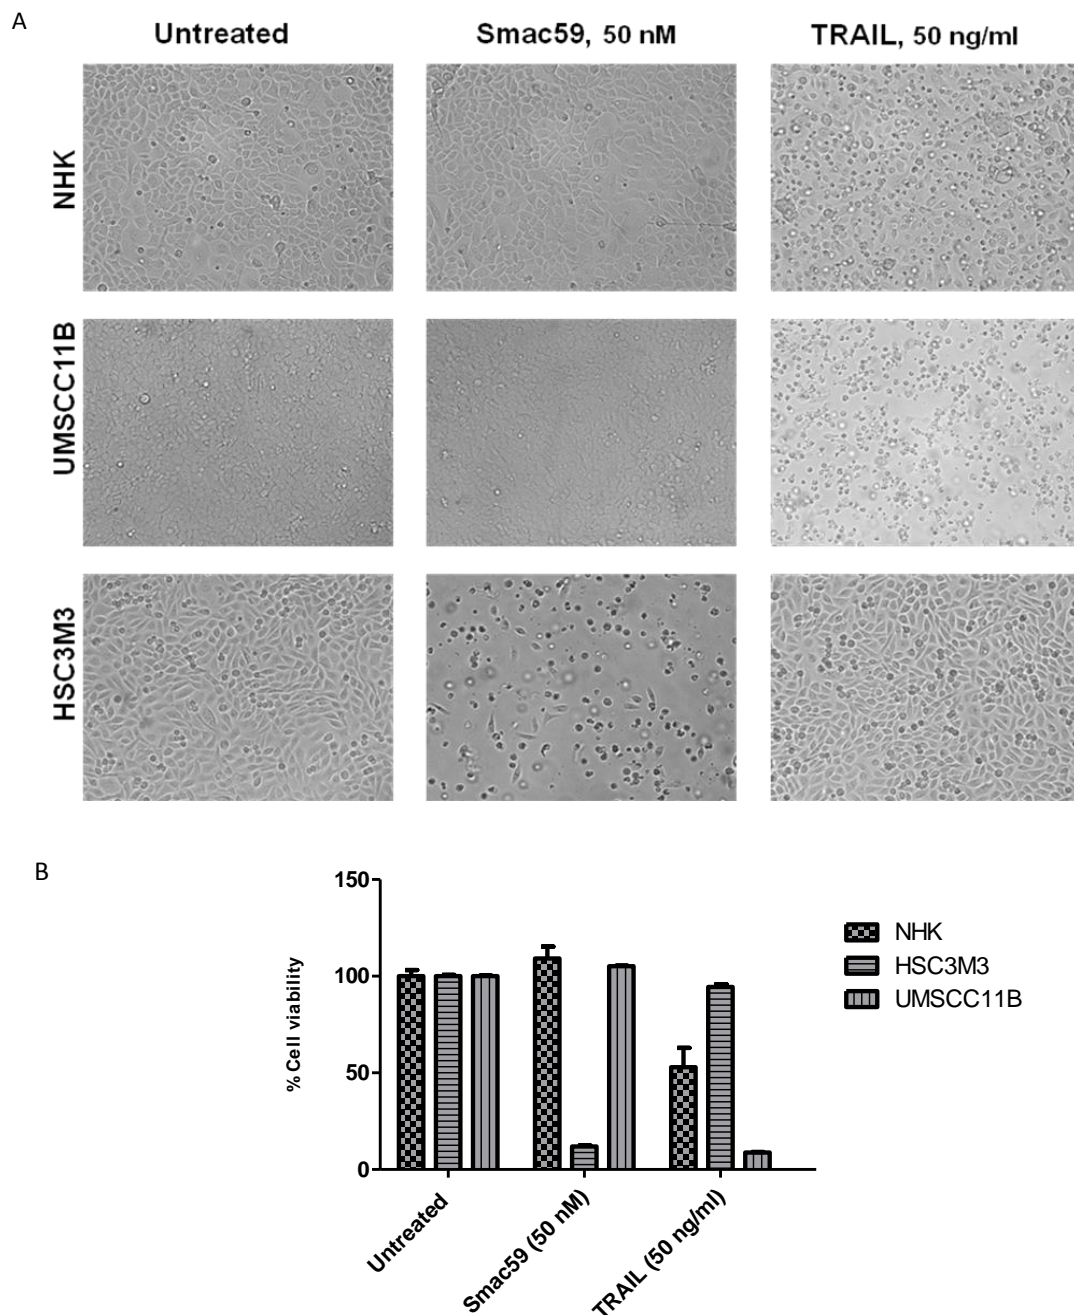 A
Untreated
Smac59, 50 nM
TRAIL, 50 ng/ml
NHK
UMSCC11B
HSC3M3
B
% Cell viability
150
100
50
0
Untreated
Smac59 (50 nM)
TRAIL (50 ng/ml)
NHK
HSC3M3
UMSCC11B